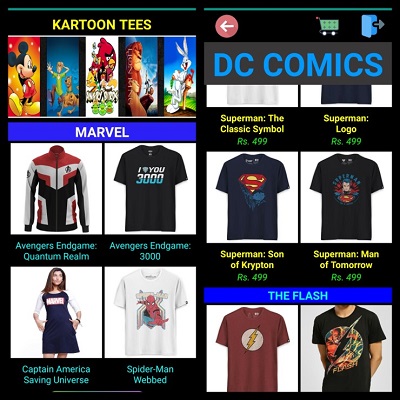 KARTOON TEES
MARVEL
I YOU
3000
Avengers Endgame:
Quantum Realm
Avengers Endgame:
3000
MARVEL
Captain America
Saving Universe
Spider-Man
Webbed
DC COMICS
Superman: The
Classic Symbol
Rs. 499
Superman:
Logo
Rs. 499
SUPERMAN
Superman: Son
of Krypton
Rs. 499
Superman: Man
of Tomorrow
Rs. 499
THE FLASH
FLASH